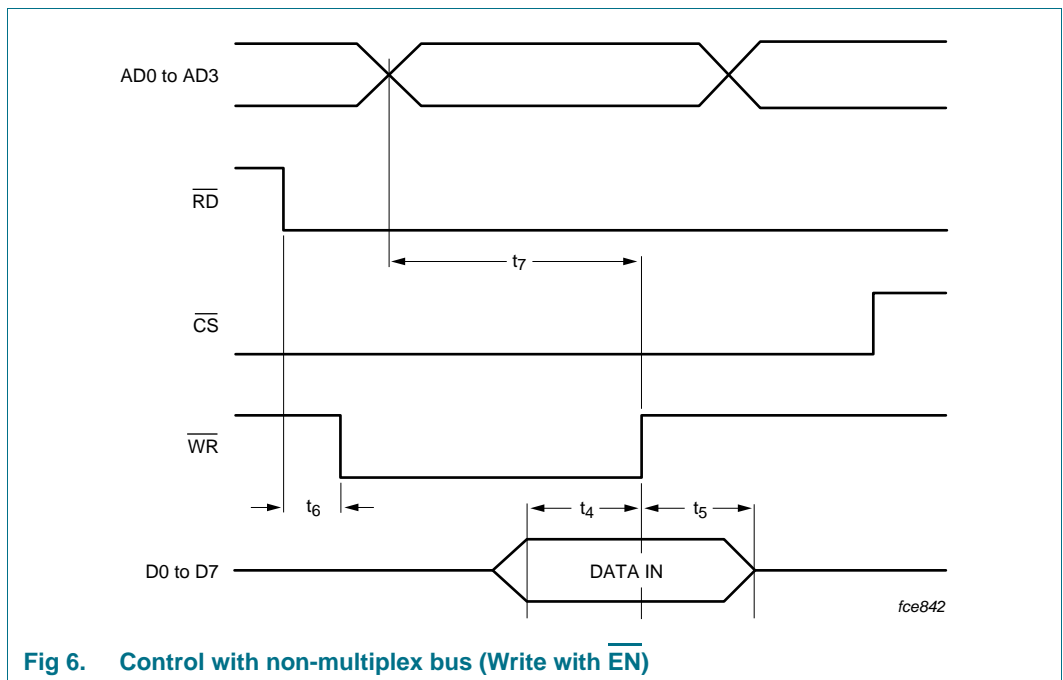 AD0 to AD3
RD
t7
CS
WR
t6
t4
t5
D0 to D7
DATA IN
fce842
Fig 6. Control with non-multiplex bus (Write with EN)